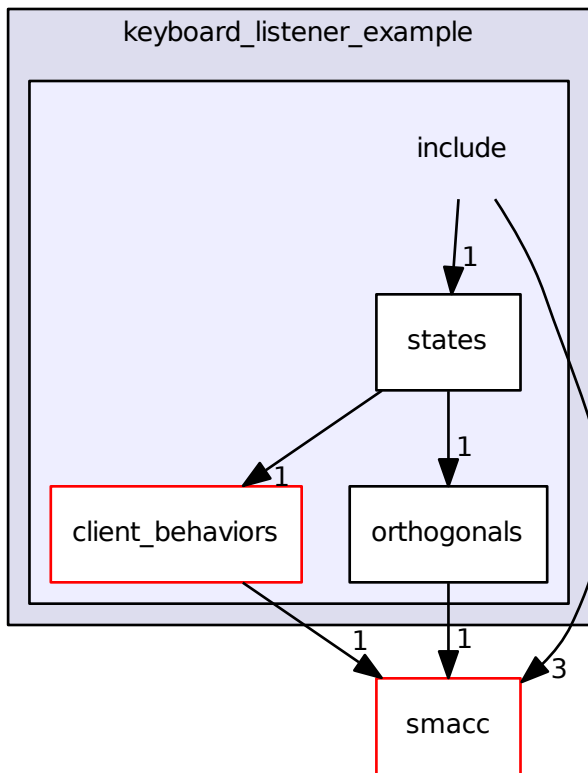 keyboard_listener_example
include
1
states
1
1
client_behaviors
orthogonals
1
1
3
smacc